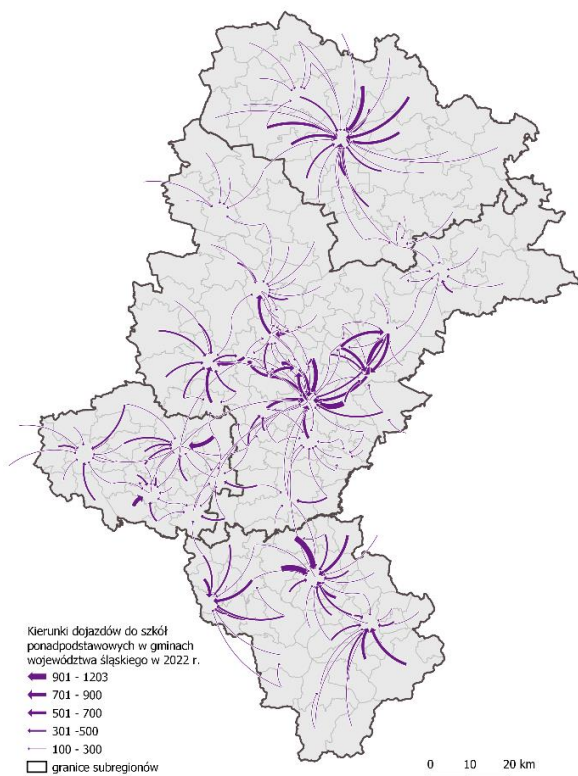 Kierunki dojazdów do szkół
ponadpodstawowych w gminach
województwa śląskiego w 2022 r.
901 - 1203
701 - 900
501 - 700
301 -500
100 - 300
granice subregionów
0 10 20 km